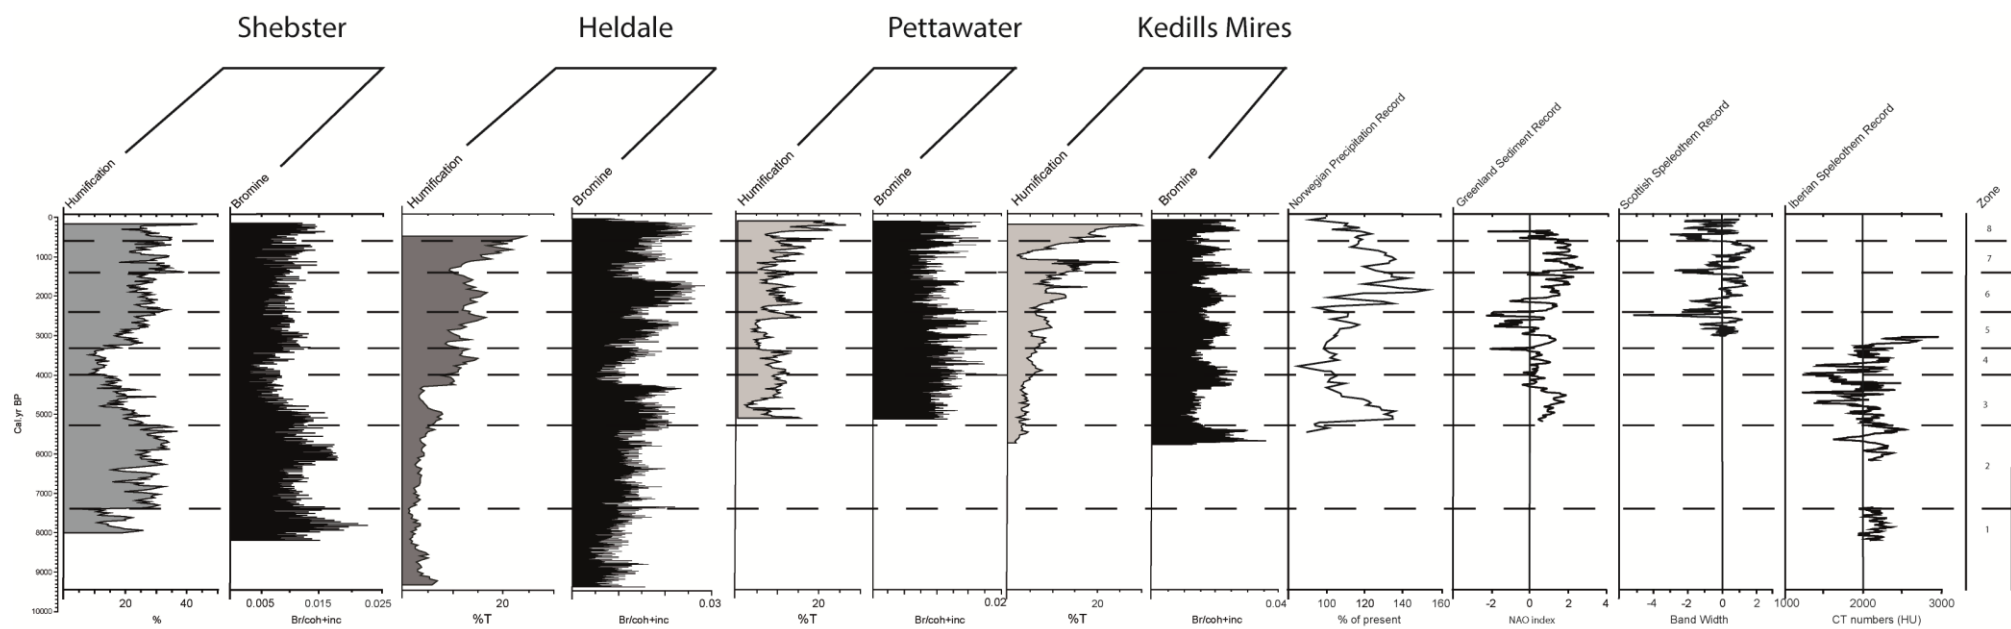 Shebster Heldale Pettawater Kedills Mires
Humification
Bromine
Humification
Bromine
Humification
Bromine
Humification
Bromine
Norwegian Precipitation Record
Greenland Sediment Record
Scottish Speleothem Record
Iberian Speleothem Record
Zone
Cal.yr BP
0
1000
2000
3000
4000
5000
6000
7000
8000
9000
10000
8
7
6
5
4
3
2
1
20 40
0.005 0.015 0.025
20
0.03
20
0.02
20
0.04
100 120 140 160
-2 0 2 4
-4 -2 0 2
1000 2000 3000
% Br/coh+inc %T Br/coh+inc %T Br/coh+inc %T Br/coh+inc % of present NAO index Band Width CT numbers (HU)